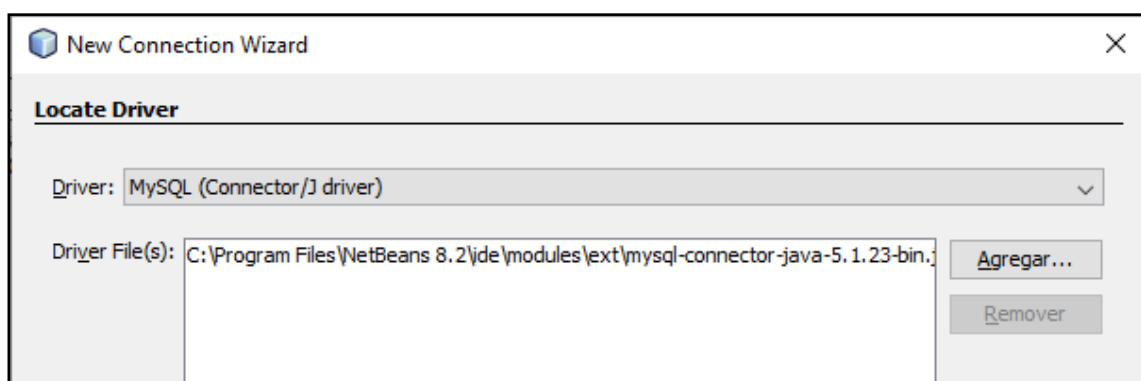 New Connection Wizard
Locate Driver
Driver: MySQL (Connector/J driver)
Driver File(s): C:\Program Files\NetBeans 8.2\ide\modules\ext\mysql-connector-java-5.1.23-bin.j
Agregar...
Remover